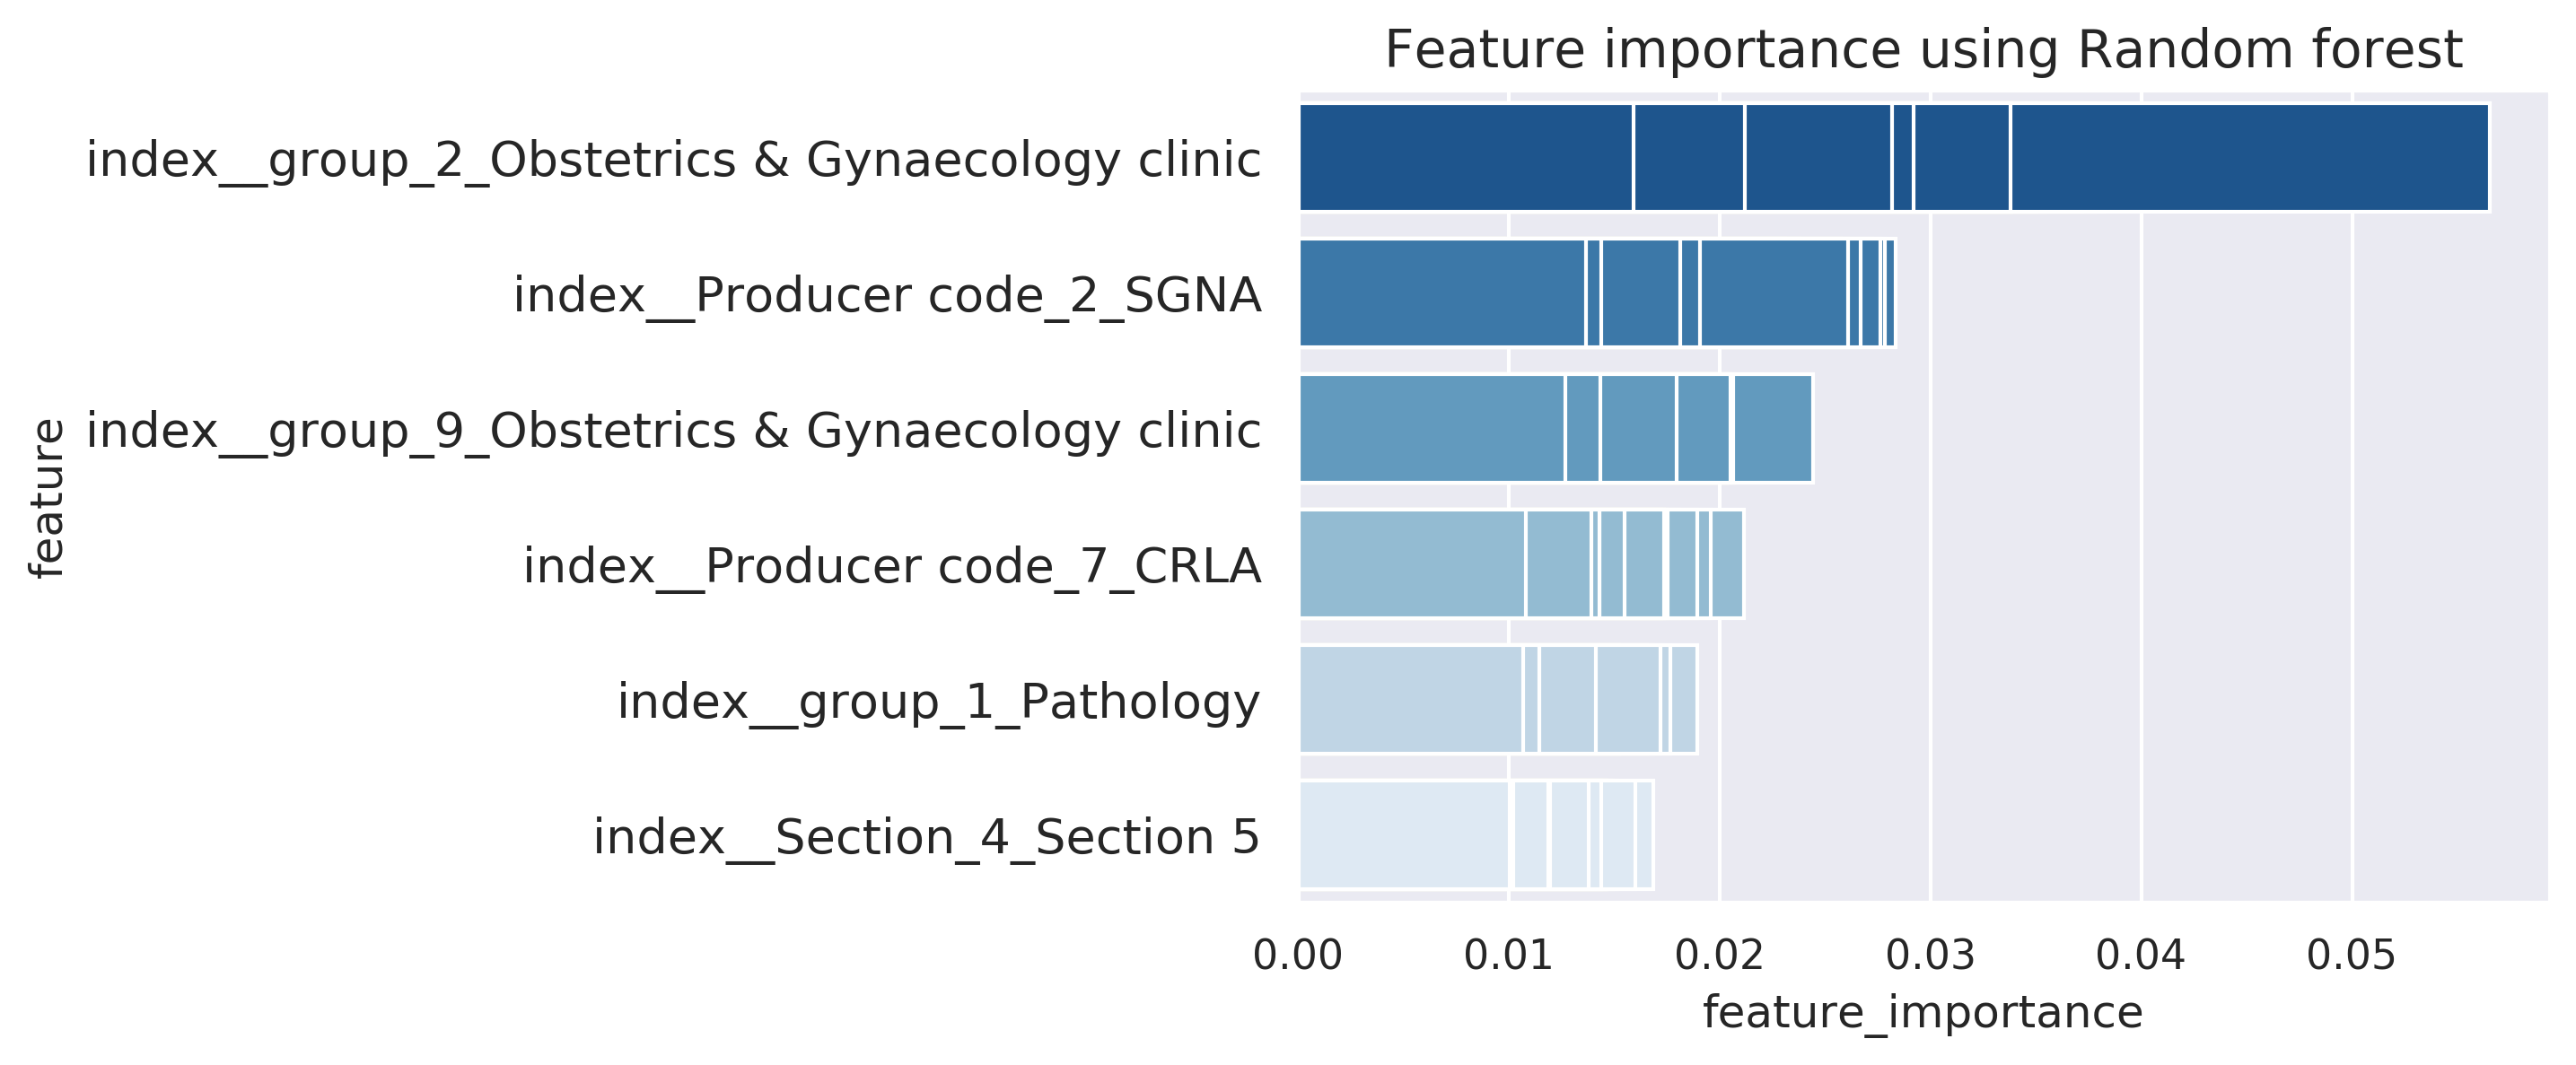 Feature importance using Random forest
feature
index__group_2_Obstetrics & Gynaecology clinic
index__Producer code_2_SGNA
index__group_9_Obstetrics & Gynaecology clinic
index__Producer code_7_CRLA
index__group_1_Pathology
index__Section_4_Section 5
0.00 0.01 0.02 0.03 0.04 0.05
feature_importance